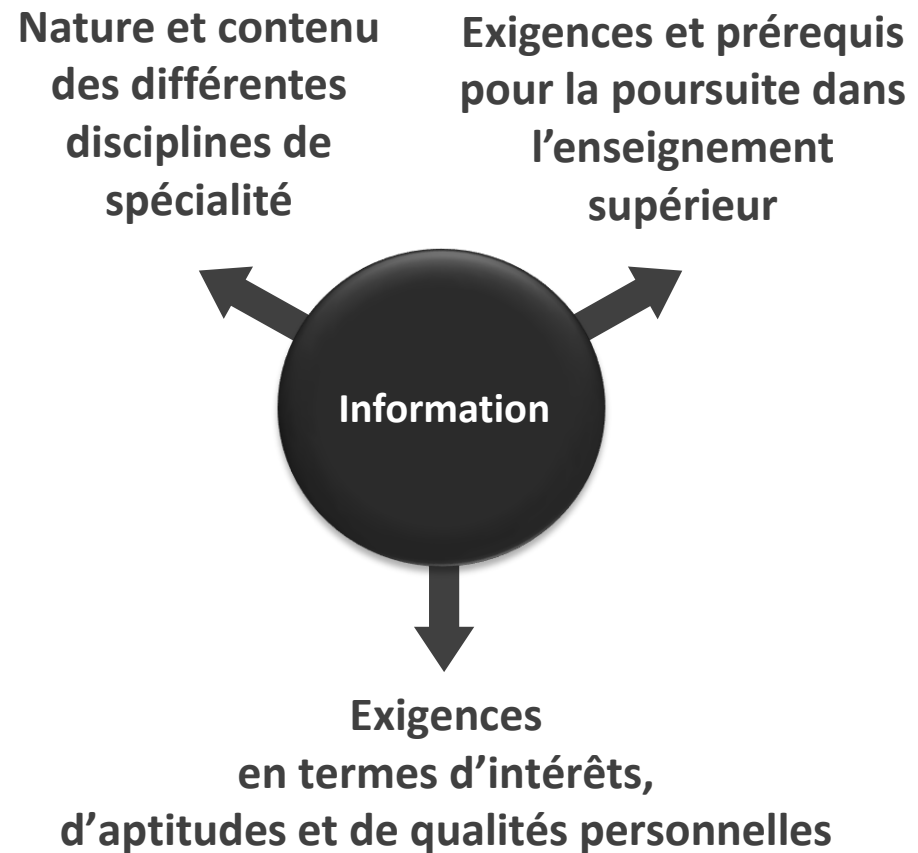 Nature et contenu
des différentes
disciplines de
spécialité
Exigences et prérequis
pour la poursuite dans
l’enseignement
supérieur
Information
Exigences
en termes d’intérêts,
d’aptitudes et de qualités personnelles